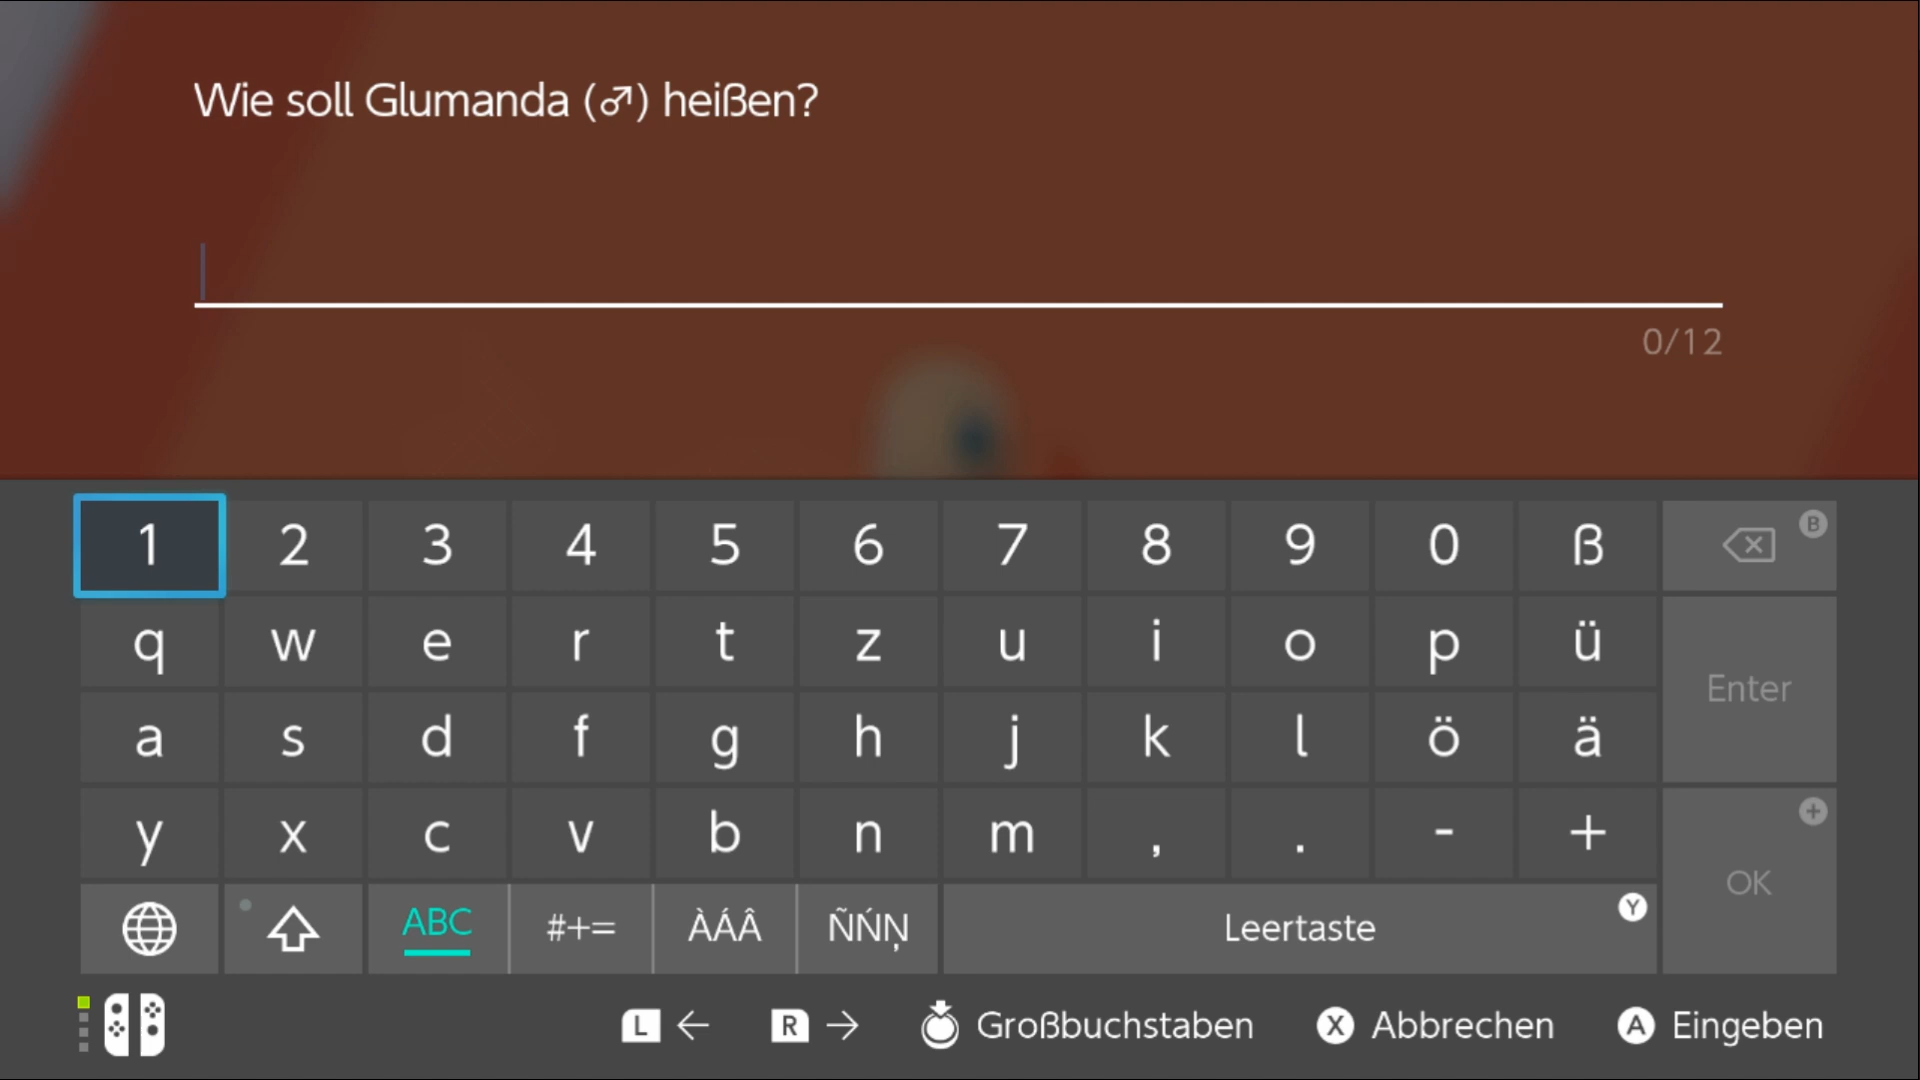 Wie soll Glumanda (♂) heißen?
0/12
1 2 3 4 5 6 7 8 9 0 ß B
q w e r t z u i o p ü
Enter
a s d f g h j k l ö ä
y x c v b n m , . - + +
OK
ABC #+= ÀÁÂ ÑŃŅ Leertaste Y
L ← R → Großbuchstaben X Abbrechen A Eingeben